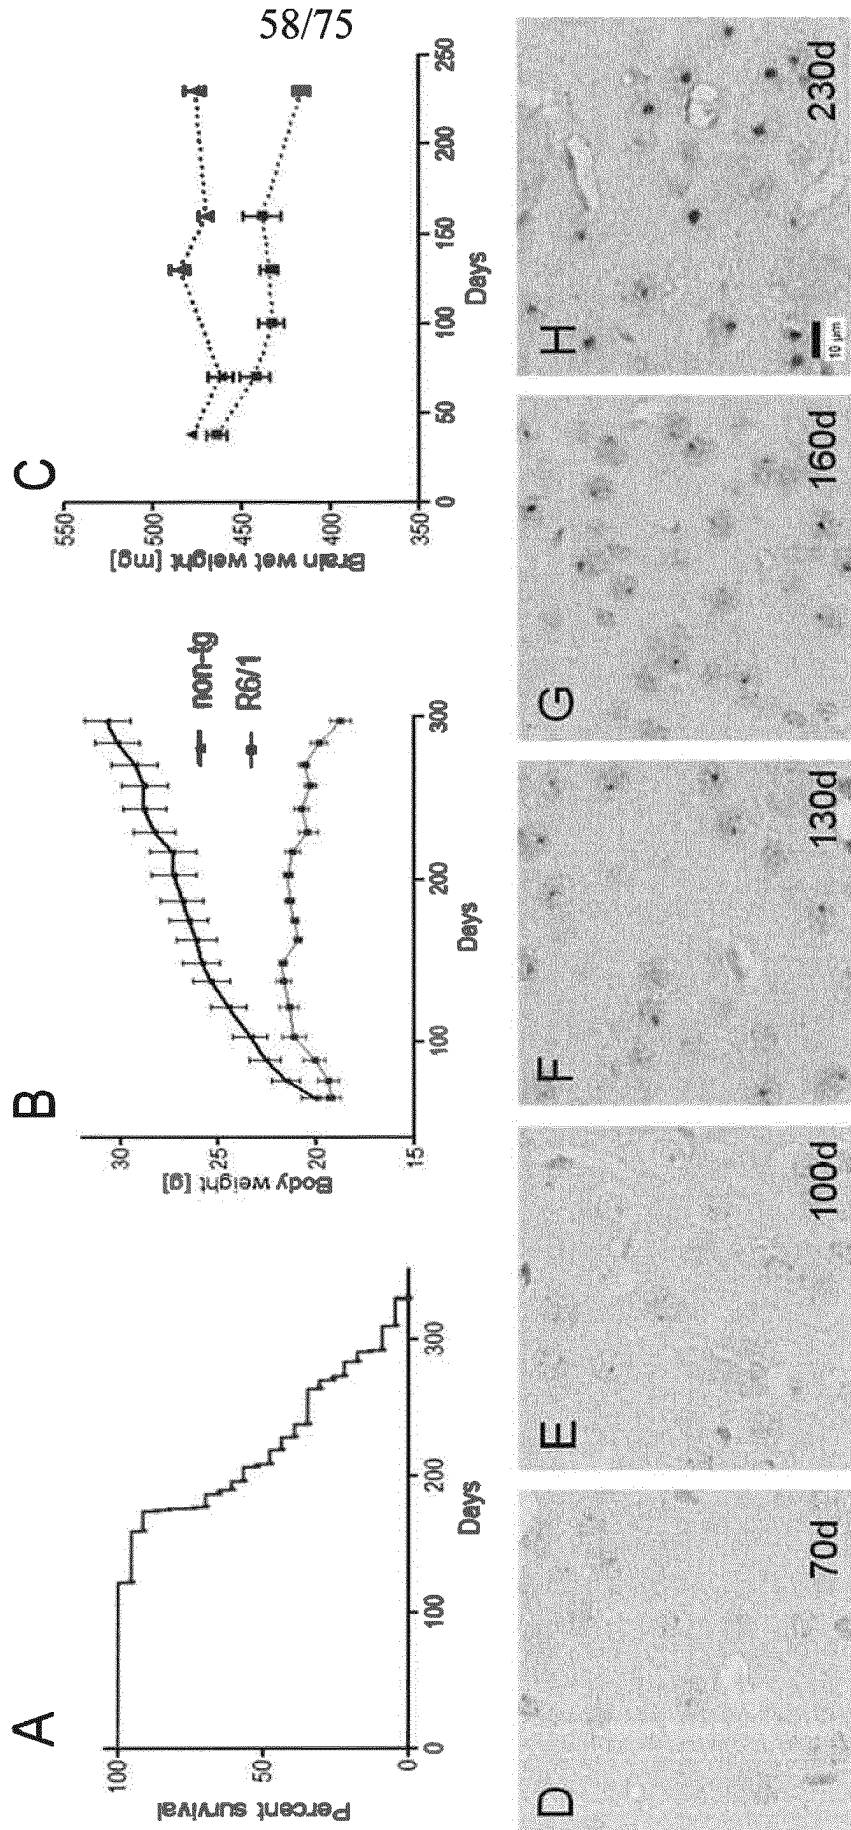 58/75
A
Percent survival
100
50
0
0
100
200
300
Days
B
Body weight [g]
30
25
20
15
100
200
300
Days
non-tg
R6/1
C
Brain wet weight [mg]
550
500
450
400
350
0
50
100
150
200
250
Days
D
70d
E
100d
F
130d
G
160d
H
230d
10 µm